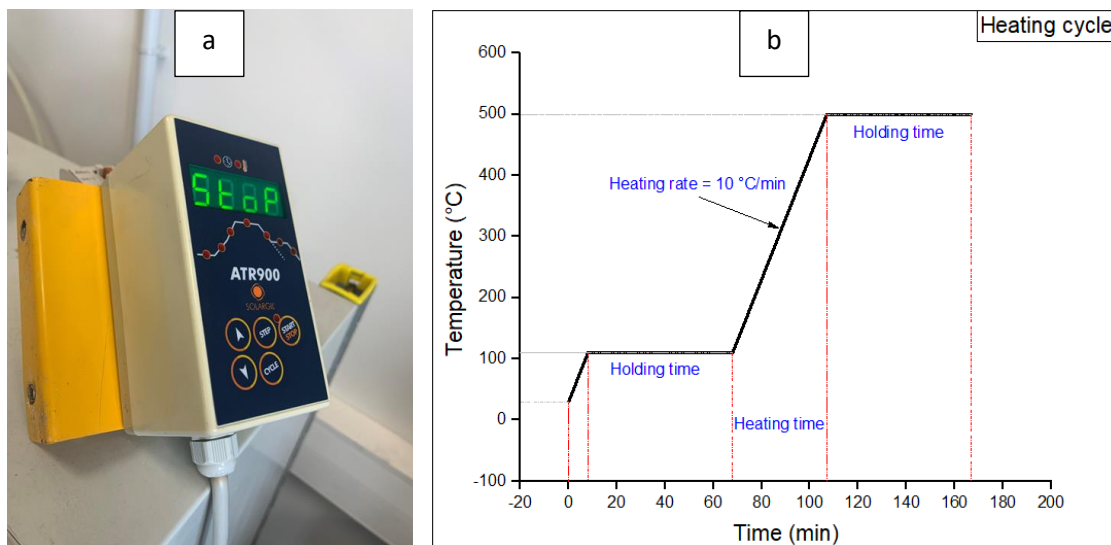 a
StoP
ATR900
SOLARGIL
STEP
START
STOP
CYCLE
b
Heating cycle
600
500
400
300
200
100
0
-100
Temperature (°C)
Holding time
Heating rate = 10 °C/min
Holding time
Heating time
-20 0 20 40 60 80 100 120 140 160 180 200
Time (min)